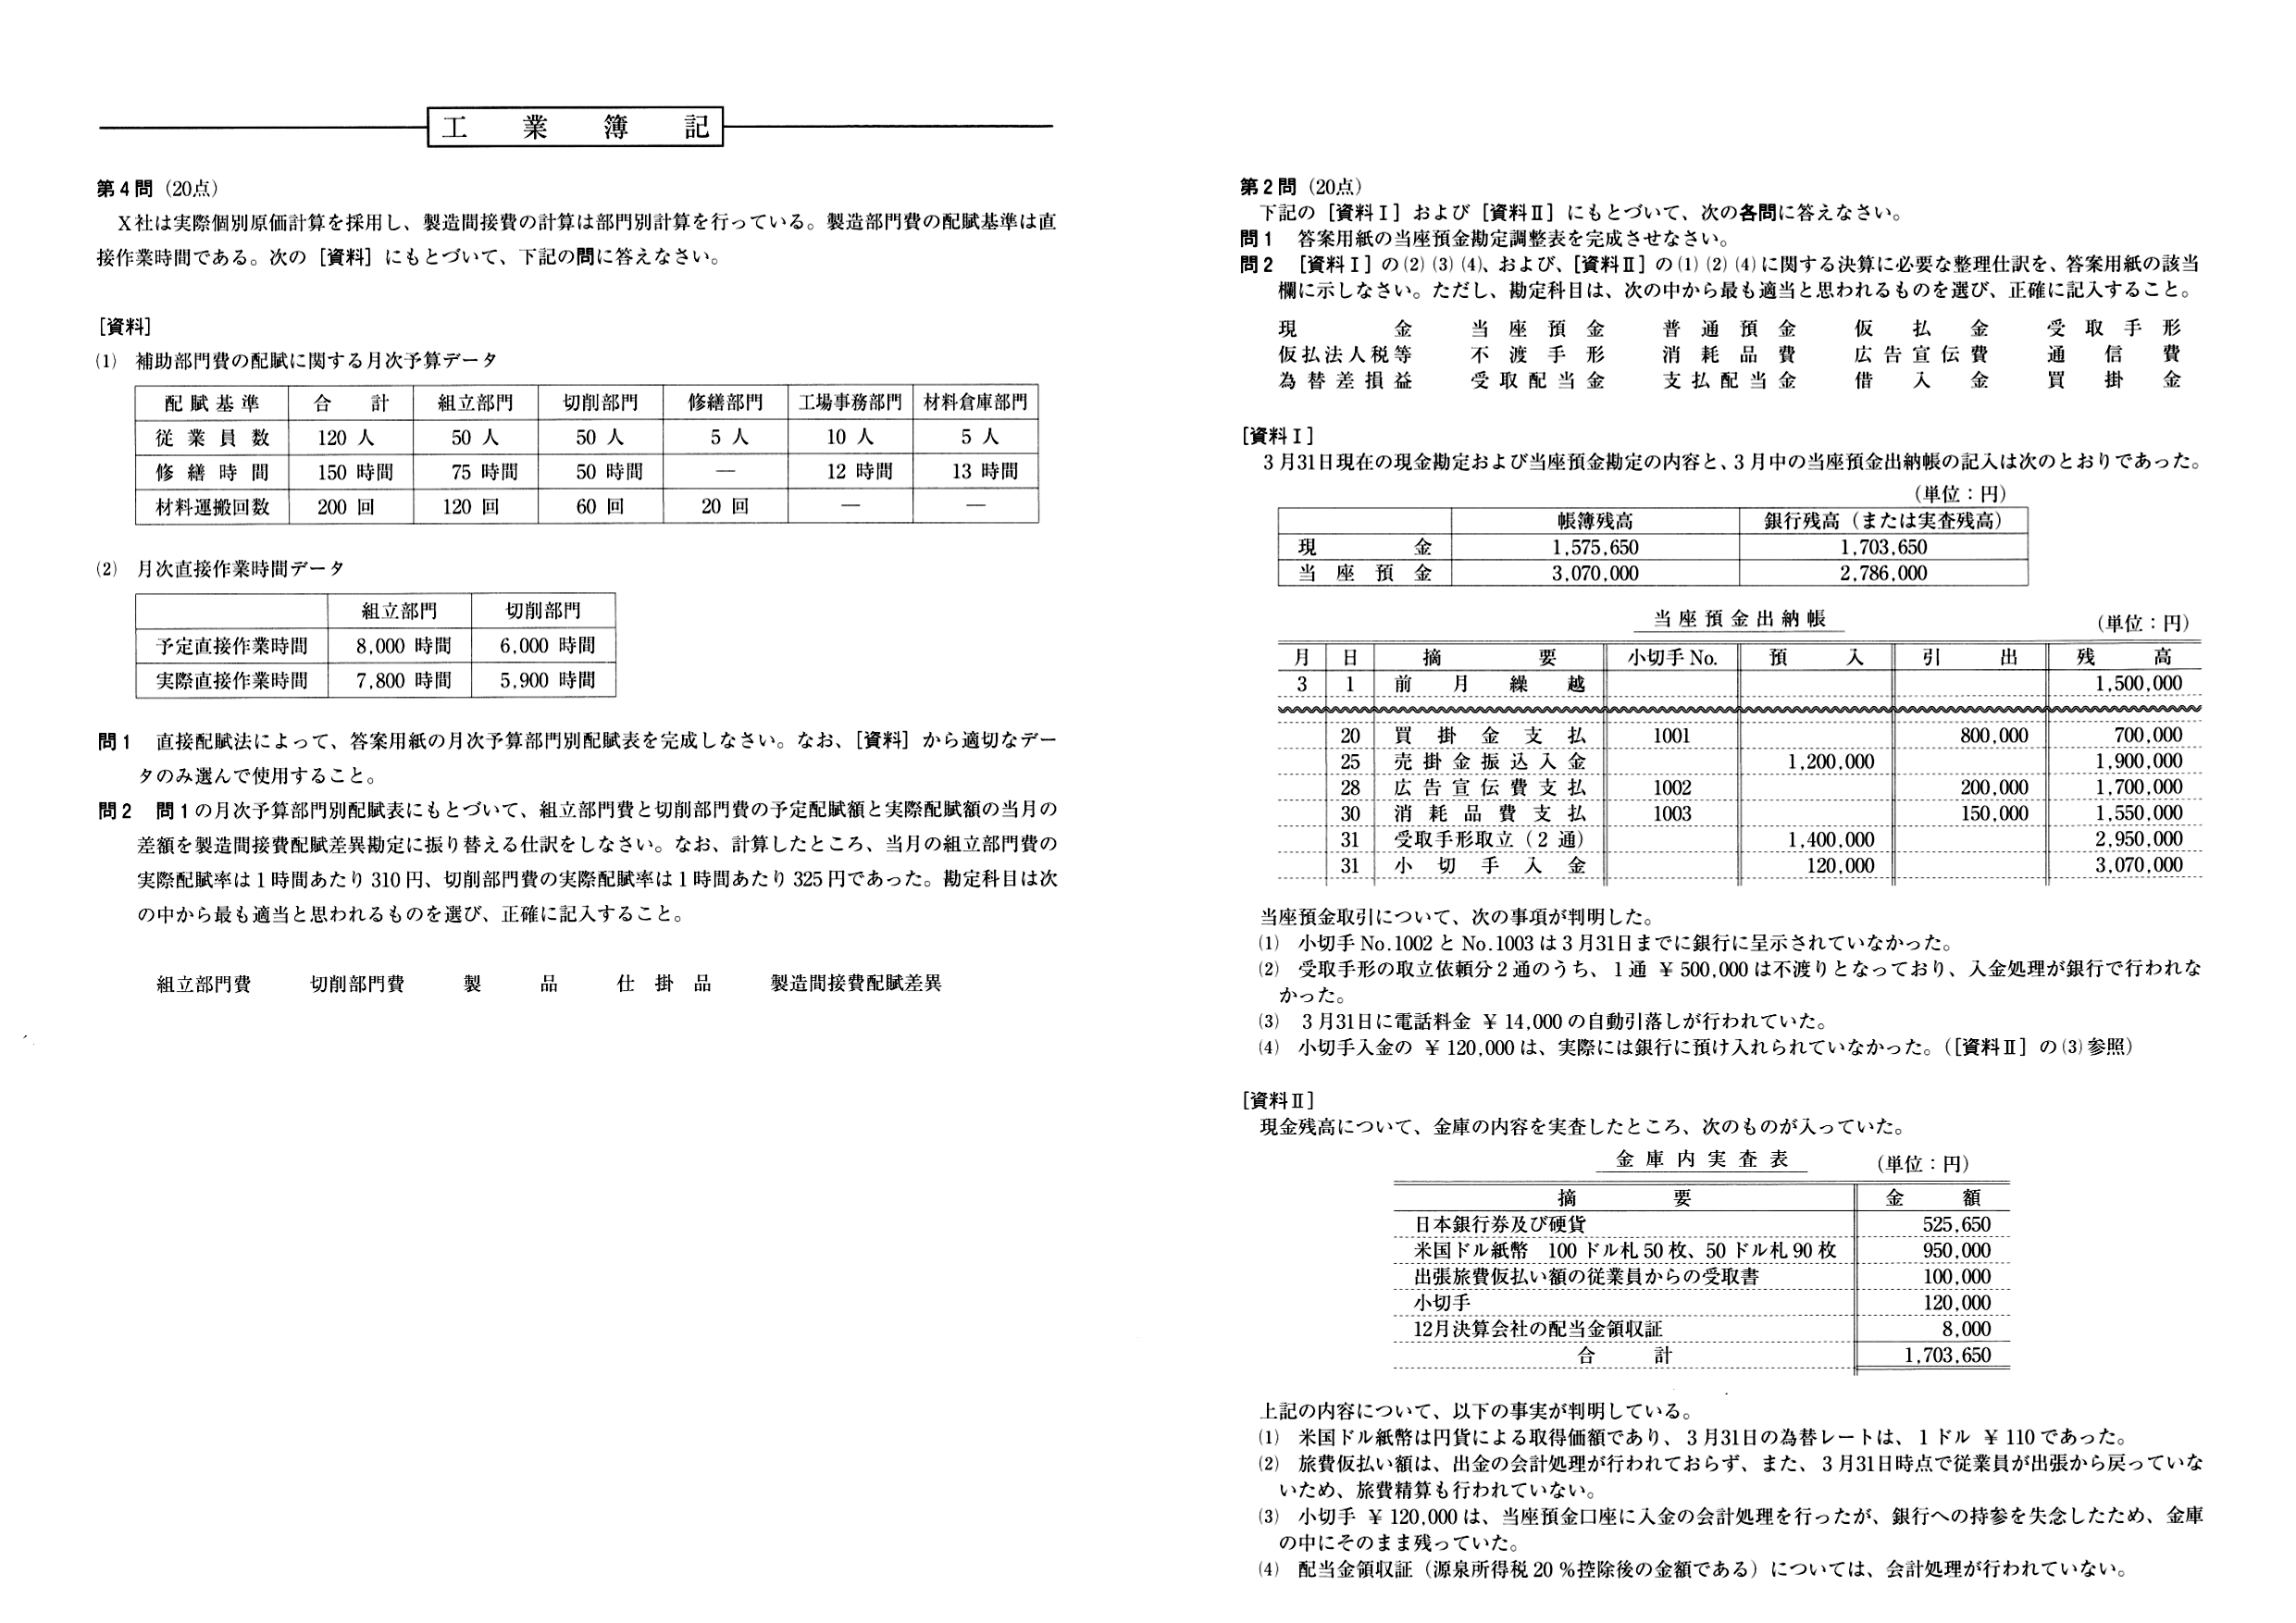 工業簿記
第4問（20点）
X社は実際個別原価計算を採用し、製造間接費の計算は部門別計算を行っている。製造部門費の配賦基準は直
接作業時間である。次の［資料］にもとづいて、下記の問に答えなさい。
［資料］
(1) 補助部門費の配賦に関する月次予算データ
配賦基準 合計 組立部門 切削部門 修繕部門 工場事務部門 材料倉庫部門
従業員数 120 人 50 人 50 人 5 人 10 人 5 人
修繕時間 150 時間 75 時間 50 時間 ― 12 時間 13 時間
材料運搬回数 200 回 120 回 60 回 20 回 ― ―
(2) 月次直接作業時間データ
組立部門 切削部門
予定直接作業時間 8,000 時間 6,000 時間
実際直接作業時間 7,800 時間 5,900 時間
問1 直接配賦法によって、答案用紙の月次予算部門別配賦表を完成しなさい。なお、［資料］から適切なデー
タのみ選んで使用すること。
問2 問1の月次予算部門別配賦表にもとづいて、組立部門費と切削部門費の予定配賦額と実際配賦額の当月の
差額を製造間接費配賦差異勘定に振り替える仕訳をしなさい。なお、計算したところ、当月の組立部門費の
実際配賦率は1時間あたり 310 円、切削部門費の実際配賦率は1時間あたり 325 円であった。勘定科目は次
の中から最も適当と思われるものを選び、正確に記入すること。
組立部門費 切削部門費 製品 仕掛品 製造間接費配賦差異
第2問（20点）
下記の［資料Ⅰ］および［資料Ⅱ］にもとづいて、次の各問に答えなさい。
問1 答案用紙の当座預金勘定調整表を完成させなさい。
問2 ［資料Ⅰ］の(2)(3)(4)、および、［資料Ⅱ］の(1)(2)(4)に関する決算に必要な整理仕訳を、答案用紙の該当
欄に示しなさい。ただし、勘定科目は、次の中から最も適当と思われるものを選び、正確に記入すること。
現金 当座預金 普通預金 仮払金 受取手形
仮払法人税等 不渡手形 消耗品費 広告宣伝費 通信費
為替差損益 受取配当金 支払配当金 借入金 買掛金
［資料Ⅰ］
3月31日現在の現金勘定および当座預金勘定の内容と、3月中の当座預金出納帳の記入は次のとおりであった。
（単位：円）
帳簿残高 銀行残高（または実査残高）
現金 1,575,650 1,703,650
当座預金 3,070,000 2,786,000
当座預金出納帳 （単位：円）
月 日 摘要 小切手No. 預入 引出 残高
3 1 前月繰越 1,500,000
20 買掛金支払 1001 800,000 700,000
25 売掛金振込入金 1,200,000 1,900,000
28 広告宣伝費支払 1002 200,000 1,700,000
30 消耗品費支払 1003 150,000 1,550,000
31 受取手形取立（2通） 1,400,000 2,950,000
31 小切手入金 120,000 3,070,000
当座預金取引について、次の事項が判明した。
(1) 小切手No.1002とNo.1003は3月31日までに銀行に呈示されていなかった。
(2) 受取手形の取立依頼分2通のうち、1通 ￥500,000は不渡りとなっており、入金処理が銀行で行われな
かった。
(3) 3月31日に電話料金 ￥14,000の自動引落しが行われていた。
(4) 小切手入金の ￥120,000は、実際には銀行に預け入れられていなかった。（［資料Ⅱ］の(3)参照）
［資料Ⅱ］
現金残高について、金庫の内容を実査したところ、次のものが入っていた。
金庫内実査表 （単位：円）
摘要 金額
日本銀行券及び硬貨 525,650
米国ドル紙幣 100ドル札50枚、50ドル札90枚 950,000
出張旅費仮払い額の従業員からの受取書 100,000
小切手 120,000
12月決算会社の配当金領収証 8,000
合計 1,703,650
上記の内容について、以下の事実が判明している。
(1) 米国ドル紙幣は円貨による取得価額であり、3月31日の為替レートは、1ドル ￥110であった。
(2) 旅費仮払い額は、出金の会計処理が行われておらず、また、3月31日時点で従業員が出張から戻っていな
いため、旅費精算も行われていない。
(3) 小切手 ￥120,000は、当座預金口座に入金の会計処理を行ったが、銀行への持参を失念したため、金庫
の中にそのまま残っていた。
(4) 配当金領収証（源泉所得税20％控除後の金額である）については、会計処理が行われていない。